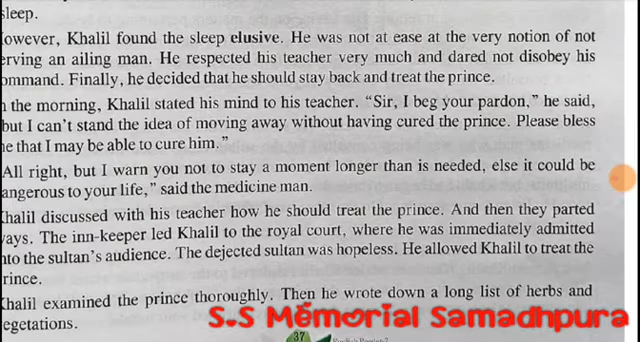 sleep.
owever, Khalil found the sleep elusive. He was not at ease at the very notion of not
erving an ailing man. He respected his teacher very much and dared not disobey his
ommand. Finally, he decided that he should stay back and treat the prince.
n the morning, Khalil stated his mind to his teacher. “Sir, I beg your pardon,” he said,
but I can’t stand the idea of moving away without having cured the prince. Please bless
e that I may be able to cure him.”
All right, but I warn you not to stay a moment longer than is needed, else it could be
angerous to your life,” said the medicine man.
halil discussed with his teacher how he should treat the prince. And then they parted
ays. The inn-keeper led Khalil to the royal court, where he was immediately admitted
nto the sultan’s audience. The dejected sultan was hopeless. He allowed Khalil to treat the
rince.
halil examined the prince thoroughly. Then he wrote down a long list of herbs and
egetations.
S.S Memorial Samadhpura
37